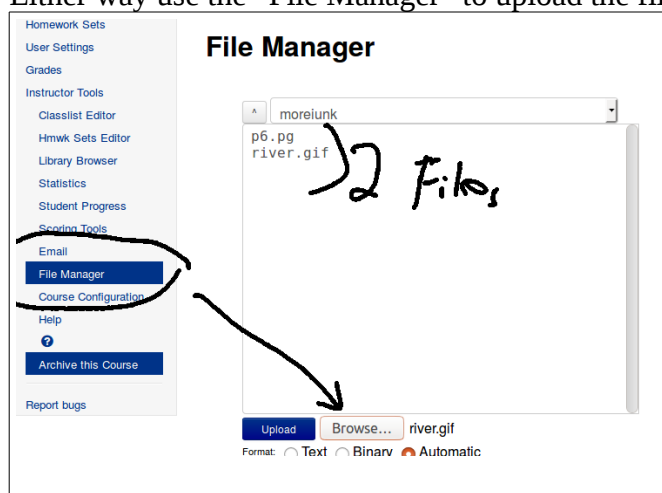 Either way use the "File Manager" to upload the fi
Homework Sets
User Settings
Grades
Instructor Tools
Classlist Editor
Hmwk Sets Editor
Library Browser
Statistics
Student Progress
Scoring Tools
Email
File Manager
Course Configuration
Help
?
Archive this Course
Report bugs
File Manager
^ morejunk
p6.pg
river.gif
2 Files
Upload Browse... river.gif
Format: Text Binary Automatic